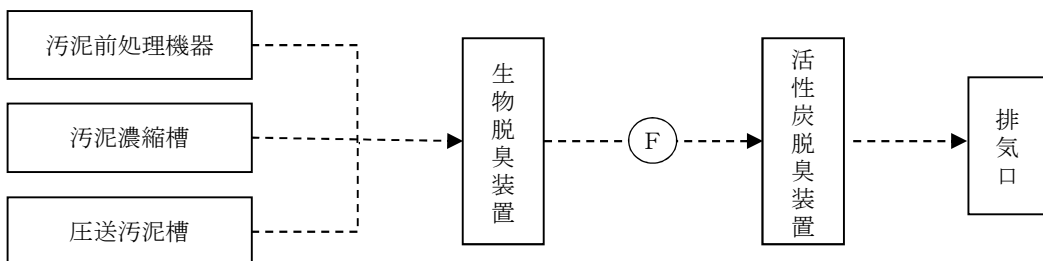 汚泥前処理機器
汚泥濃縮槽
圧送汚泥槽
生物脱臭装置
F
活性炭脱臭装置
排気口